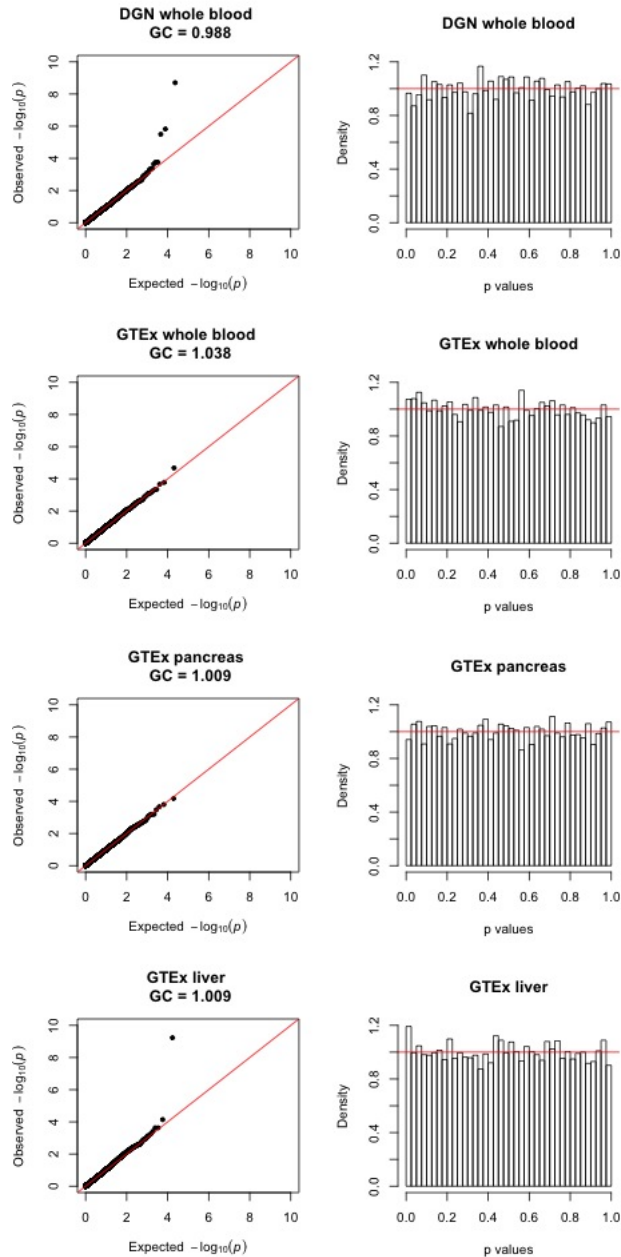 DGN whole blood
GC = 0.988
Observed −log₁₀(p)
10
8
6
4
2
0
0 2 4 6 8 10
Expected −log₁₀(p)
DGN whole blood
Density
1.2
0.8
0.4
0.0
0.0 0.2 0.4 0.6 0.8 1.0
p values
GTEx whole blood
GC = 1.038
Observed −log₁₀(p)
10
8
6
4
2
0
0 2 4 6 8 10
Expected −log₁₀(p)
GTEx whole blood
Density
1.2
0.8
0.4
0.0
0.0 0.2 0.4 0.6 0.8 1.0
p values
GTEx pancreas
GC = 1.009
Observed −log₁₀(p)
10
8
6
4
2
0
0 2 4 6 8 10
Expected −log₁₀(p)
GTEx pancreas
Density
1.2
0.8
0.4
0.0
0.0 0.2 0.4 0.6 0.8 1.0
p values
GTEx liver
GC = 1.009
Observed −log₁₀(p)
10
8
6
4
2
0
0 2 4 6 8 10
Expected −log₁₀(p)
GTEx liver
Density
1.2
0.8
0.4
0.0
0.0 0.2 0.4 0.6 0.8 1.0
p values